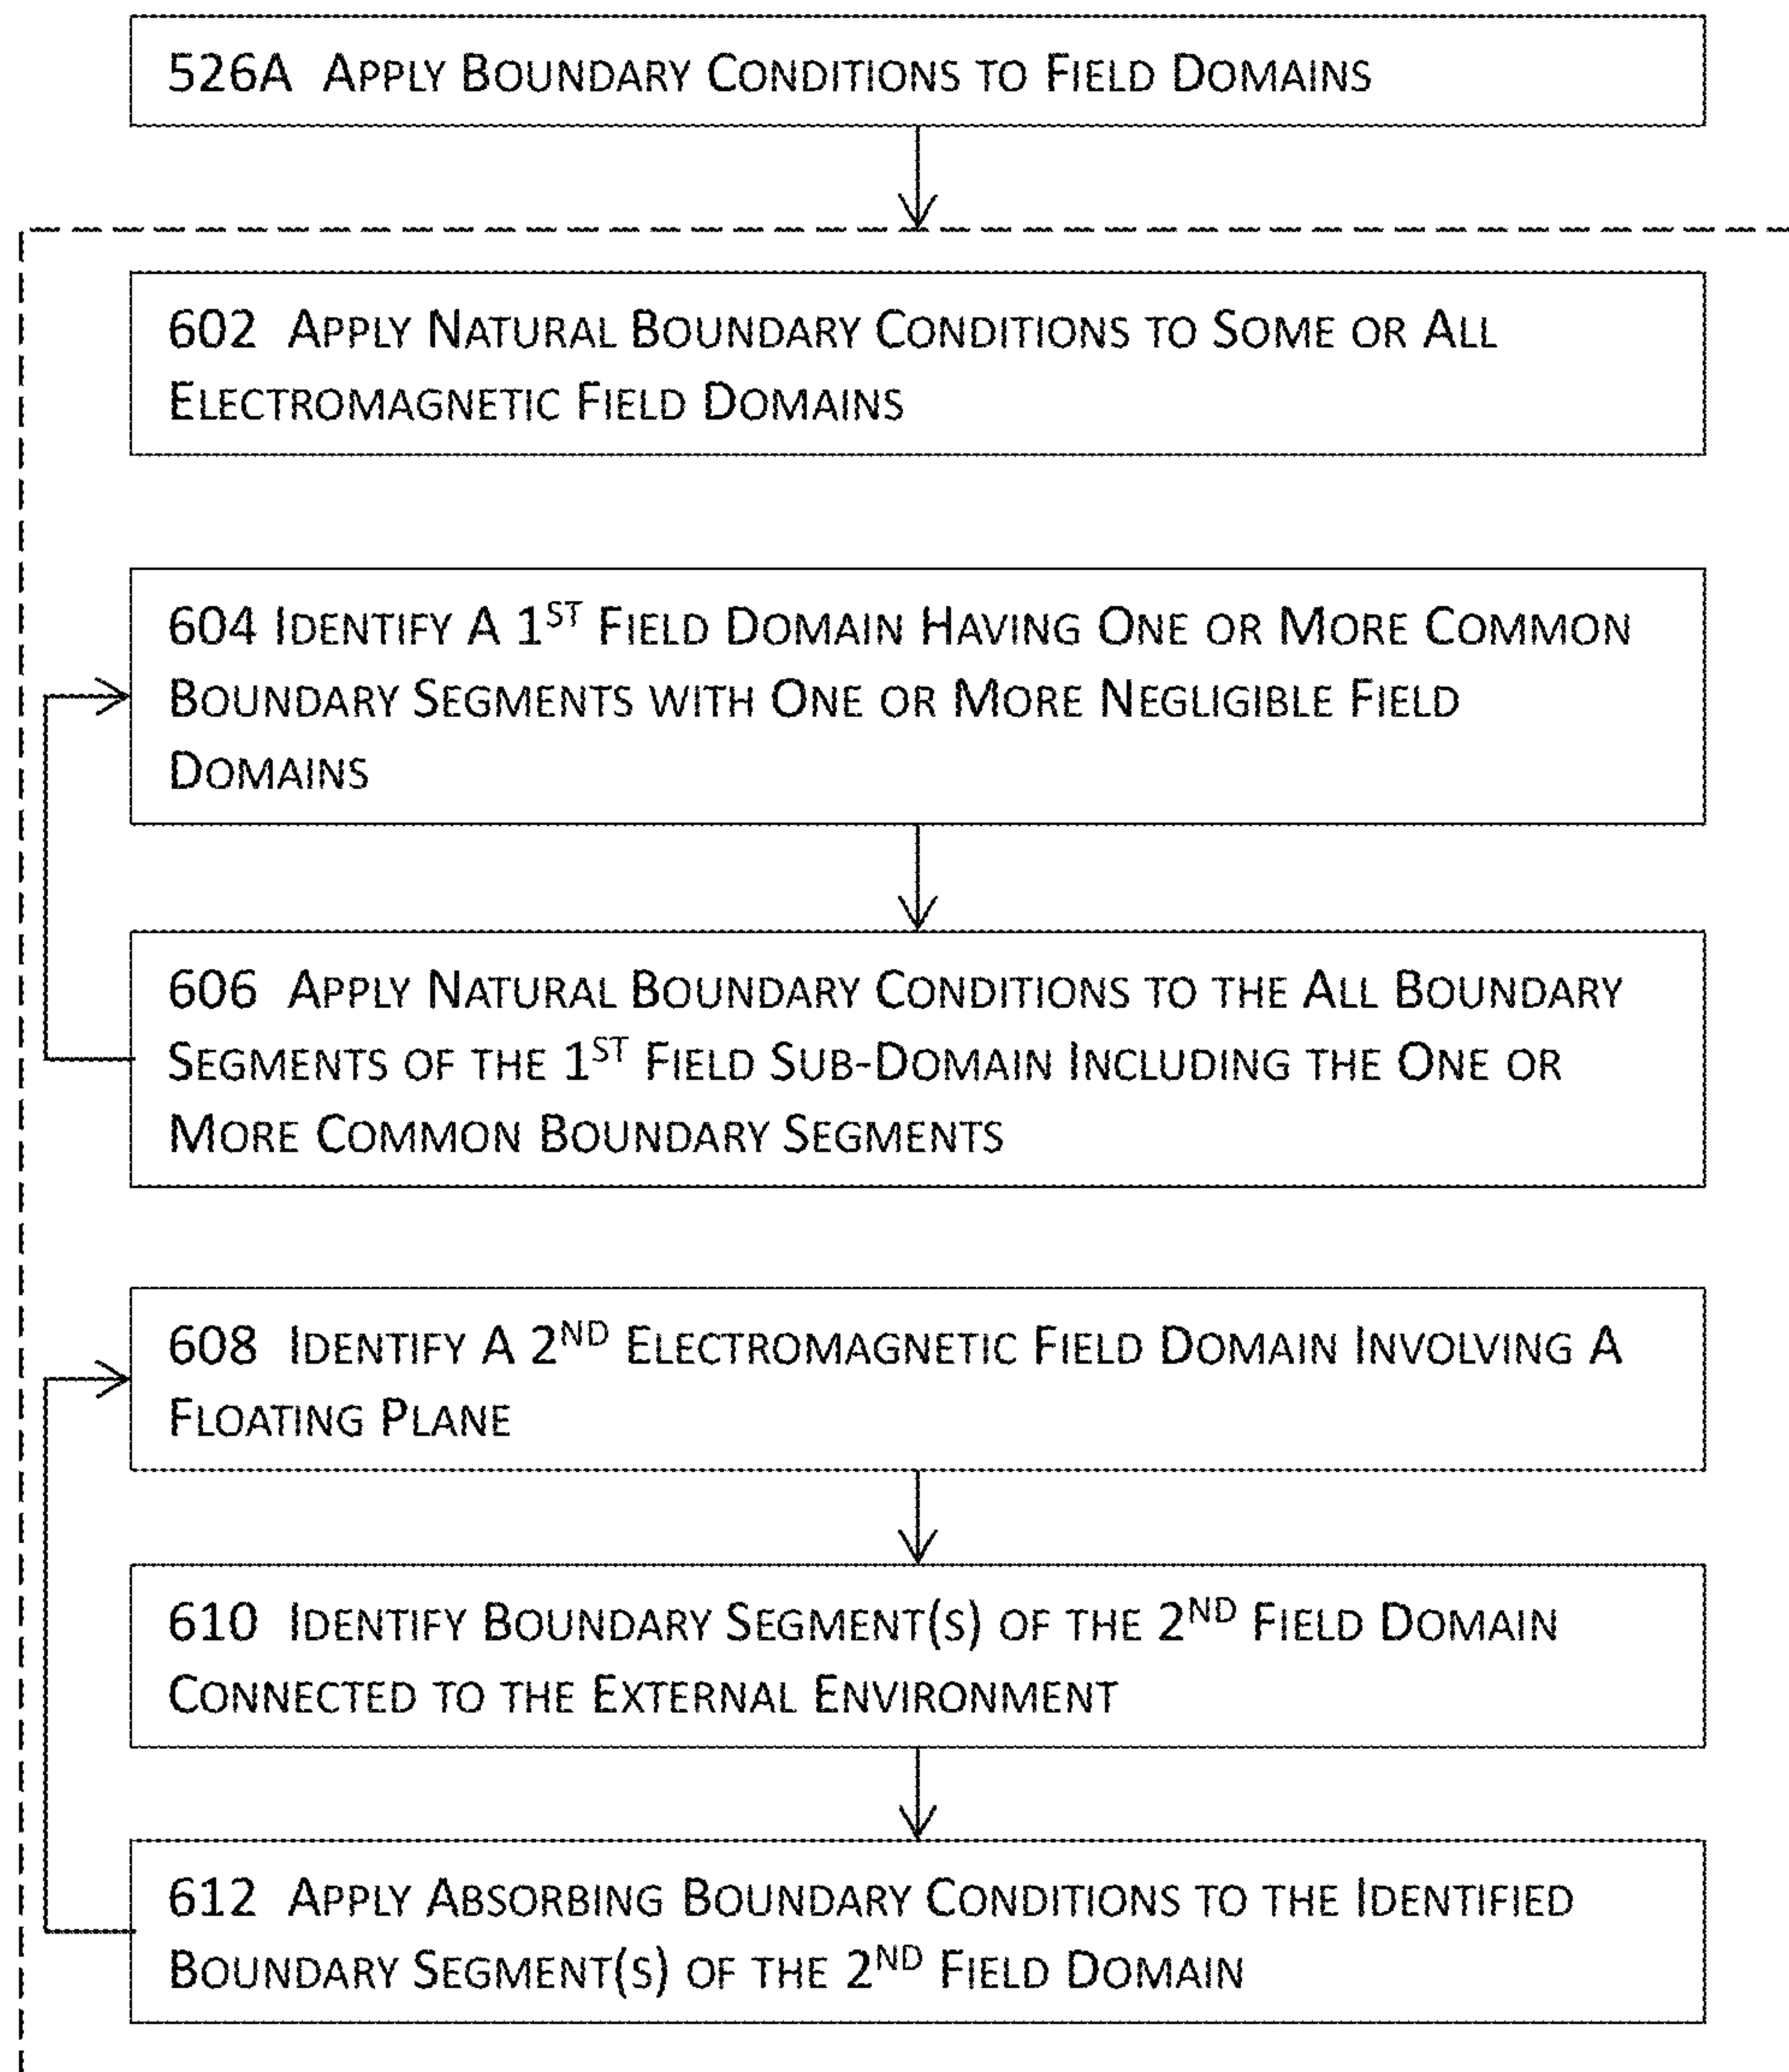 526A APPLY BOUNDARY CONDITIONS TO FIELD DOMAINS
602 APPLY NATURAL BOUNDARY CONDITIONS TO SOME OR ALL
ELECTROMAGNETIC FIELD DOMAINS
604 IDENTIFY A 1ST FIELD DOMAIN HAVING ONE OR MORE COMMON
BOUNDARY SEGMENTS WITH ONE OR MORE NEGLIGIBLE FIELD
DOMAINS
606 APPLY NATURAL BOUNDARY CONDITIONS TO THE ALL BOUNDARY
SEGMENTS OF THE 1ST FIELD SUB-DOMAIN INCLUDING THE ONE OR
MORE COMMON BOUNDARY SEGMENTS
608 IDENTIFY A 2ND ELECTROMAGNETIC FIELD DOMAIN INVOLVING A
FLOATING PLANE
610 IDENTIFY BOUNDARY SEGMENT(S) OF THE 2ND FIELD DOMAIN
CONNECTED TO THE EXTERNAL ENVIRONMENT
612 APPLY ABSORBING BOUNDARY CONDITIONS TO THE IDENTIFIED
BOUNDARY SEGMENT(S) OF THE 2ND FIELD DOMAIN